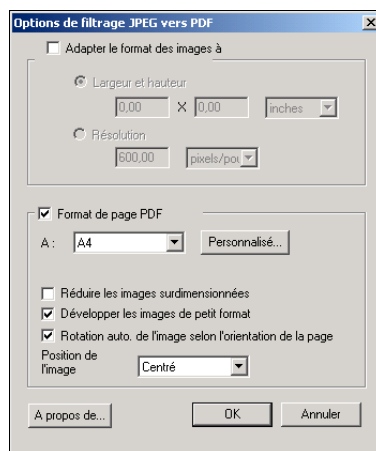 Options de filtrage JPEG vers PDF
Adapter le format des images à
Largeur et hauteur
0,00 X 0,00 inches
Résolution
600,00 pixels/pou
Format de page PDF
A : A4 Personnalisé...
Réduire les images surdimensionnées
Développer les images de petit format
Rotation auto. de l'image selon l'orientation de la page
Position de
l'image
Centré
A propos de... OK Annuler